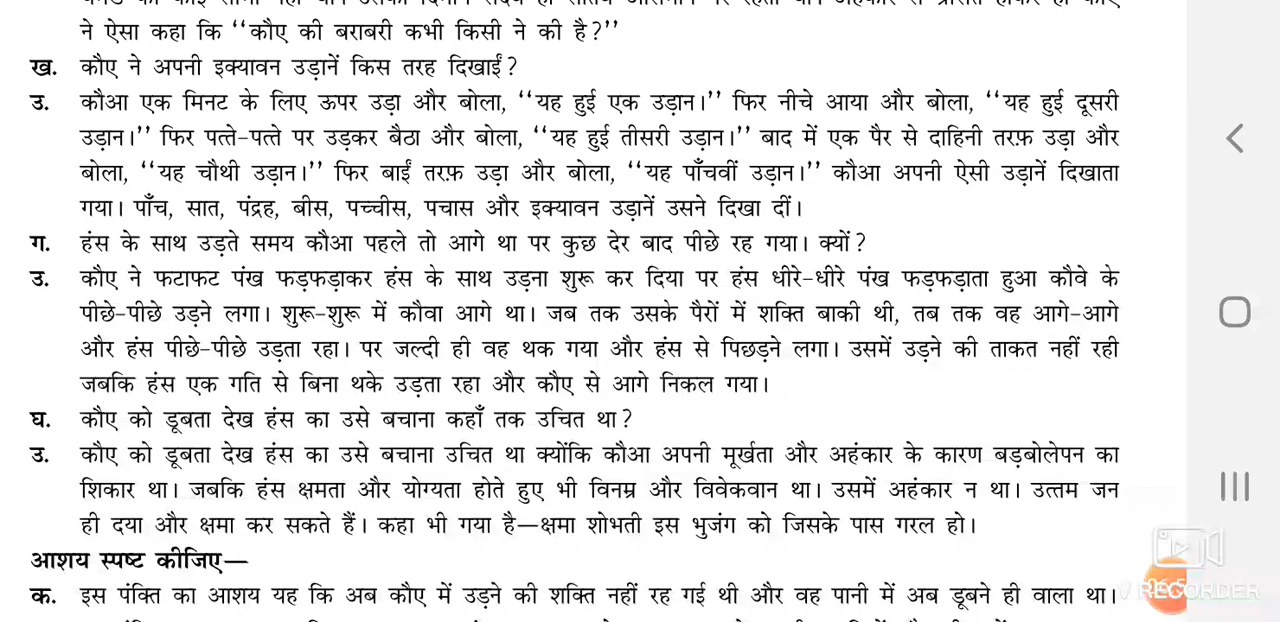 ने ऐसा कहा कि ‘‘कौए की बराबरी कभी किसी ने की है?’’
ख. कौए ने अपनी इक्यावन उड़ानें किस तरह दिखाईं?
उ. कौआ एक मिनट के लिए ऊपर उड़ा और बोला, ‘‘यह हुई एक उड़ान।’’ फिर नीचे आया और बोला, ‘‘यह हुई दूसरी
उड़ान।’’ फिर पत्ते-पत्ते पर उड़कर बैठा और बोला, ‘‘यह हुई तीसरी उड़ान।’’ बाद में एक पैर से दाहिनी तरफ़ उड़ा और
बोला, ‘‘यह चौथी उड़ान।’’ फिर बाईं तरफ़ उड़ा और बोला, ‘‘यह पाँचवीं उड़ान।’’ कौआ अपनी ऐसी उड़ानें दिखाता
गया। पाँच, सात, पंद्रह, बीस, पच्चीस, पचास और इक्यावन उड़ानें उसने दिखा दीं।
ग. हंस के साथ उड़ते समय कौआ पहले तो आगे था पर कुछ देर बाद पीछे रह गया। क्यों?
उ. कौए ने फटाफट पंख फड़फड़ाकर हंस के साथ उड़ना शुरू कर दिया पर हंस धीरे-धीरे पंख फड़फड़ाता हुआ कौवे के
पीछे-पीछे उड़ने लगा। शुरू-शुरू में कौवा आगे था। जब तक उसके पैरों में शक्ति बाकी थी, तब तक वह आगे-आगे
और हंस पीछे-पीछे उड़ता रहा। पर जल्दी ही वह थक गया और हंस से पिछड़ने लगा। उसमें उड़ने की ताकत नहीं रही
जबकि हंस एक गति से बिना थके उड़ता रहा और कौए से आगे निकल गया।
घ. कौए को डूबता देख हंस का उसे बचाना कहाँ तक उचित था?
उ. कौए को डूबता देख हंस का उसे बचाना उचित था क्योंकि कौआ अपनी मूर्खता और अहंकार के कारण बड़बोलेपन का
शिकार था। जबकि हंस क्षमता और योग्यता होते हुए भी विनम्र और विवेकवान था। उसमें अहंकार न था। उत्तम जन
ही दया और क्षमा कर सकते हैं। कहा भी गया है—क्षमा शोभती इस भुजंग को जिसके पास गरल हो।
आशय स्पष्ट कीजिए—
क. इस पंक्ति का आशय यह कि अब कौए में उड़ने की शक्ति नहीं रह गई थी और वह पानी में अब डूबने ही वाला था।
RECORDER